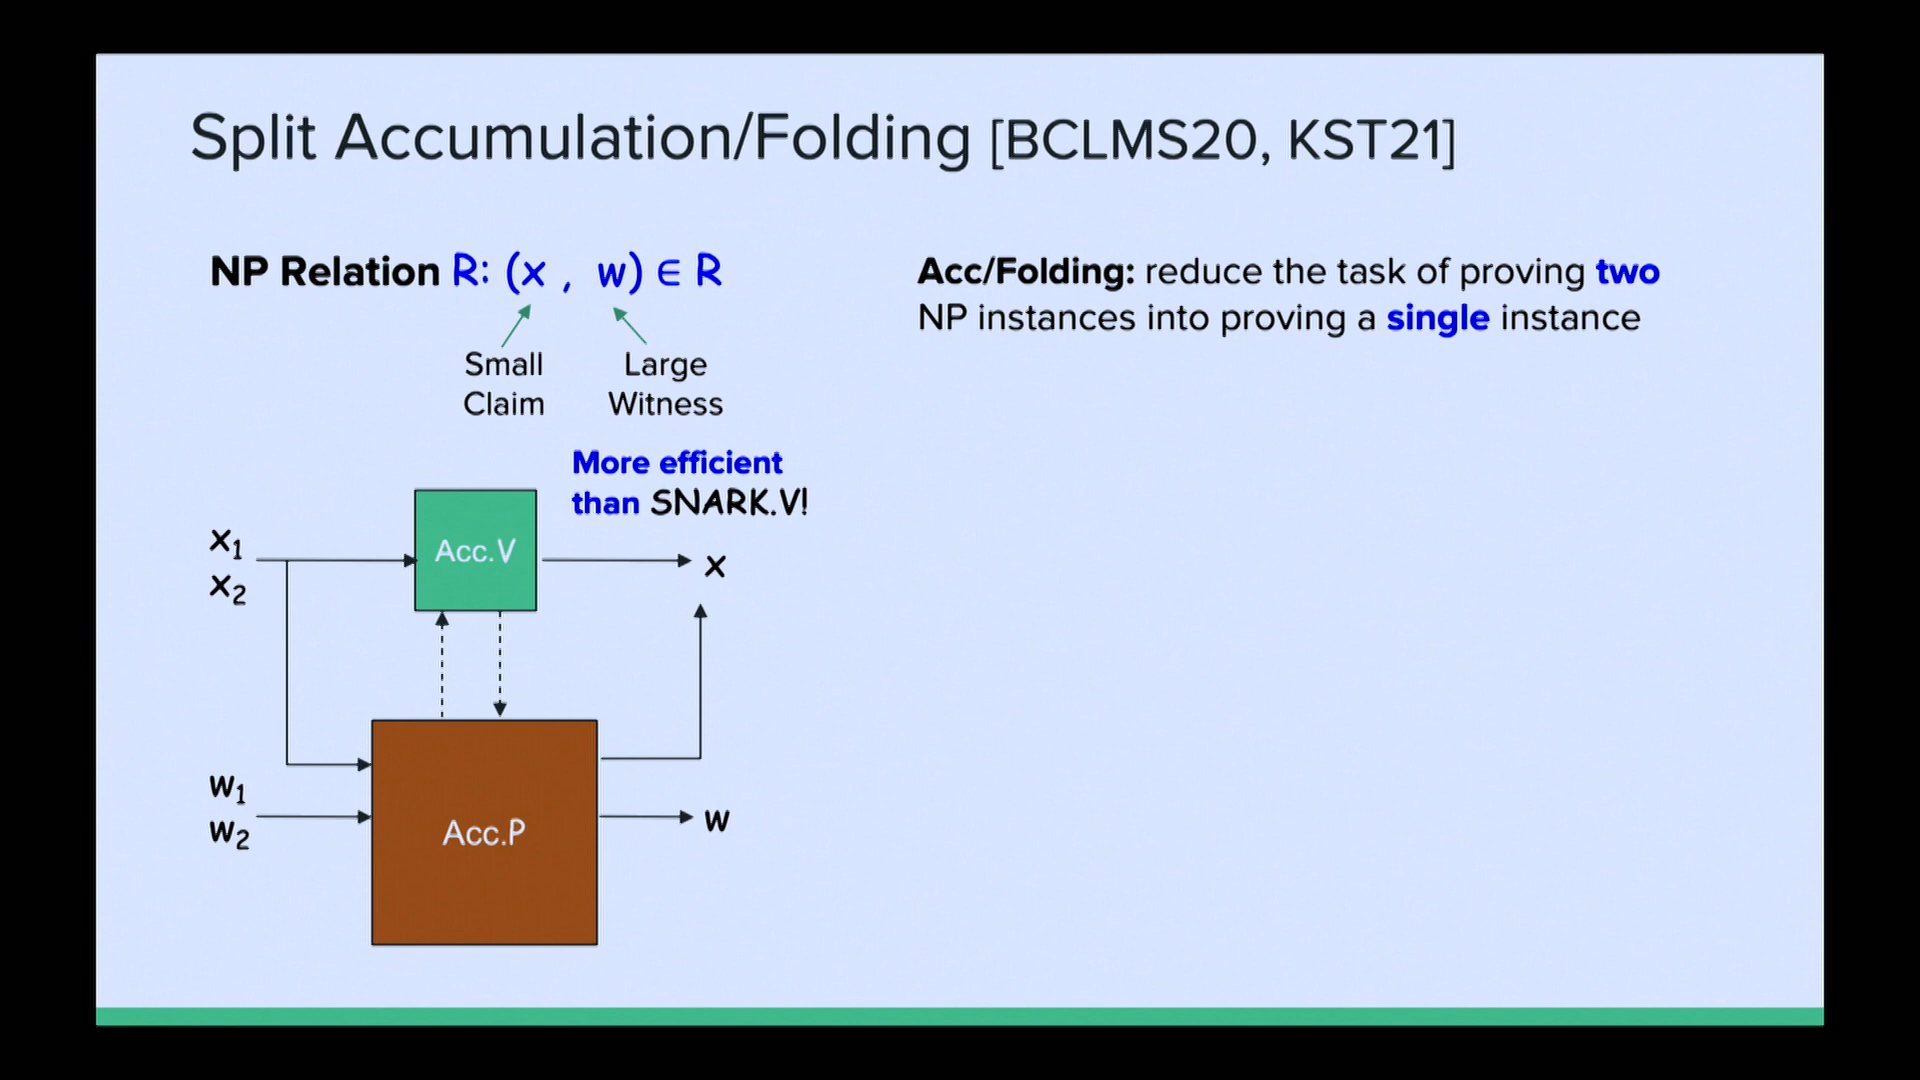 Split Accumulation/Folding [BCLMS20, KST21]
NP Relation R: (x , w) ∈ R
Small
Claim
Large
Witness
More efficient
than SNARK.V!
x₁
x₂
Acc.V
x
w₁
w₂
Acc.P
w
Acc/Folding: reduce the task of proving two
NP instances into proving a single instance